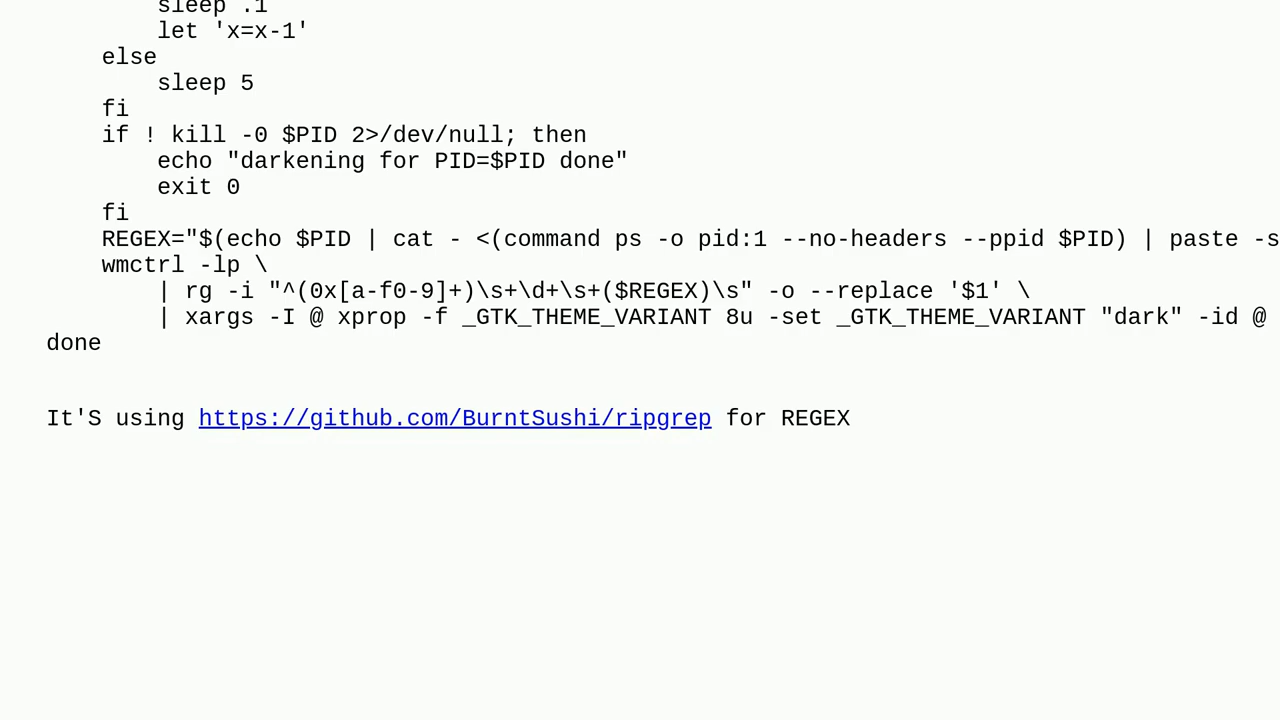 sleep .1
        let 'x=x-1'
    else
        sleep 5
    fi
    if ! kill -0 $PID 2>/dev/null; then
        echo "darkening for PID=$PID done"
        exit 0
    fi
    REGEX="$(echo $PID | cat - <(command ps -o pid:1 --no-headers --ppid $PID) | paste -s
    wmctrl -lp \
        | rg -i "^(0x[a-f0-9]+)\s+\d+\s+($REGEX)\s" -o --replace '$1' \
        | xargs -I @ xprop -f _GTK_THEME_VARIANT 8u -set _GTK_THEME_VARIANT "dark" -id @
done
It'S using https://github.com/BurntSushi/ripgrep for REGEX